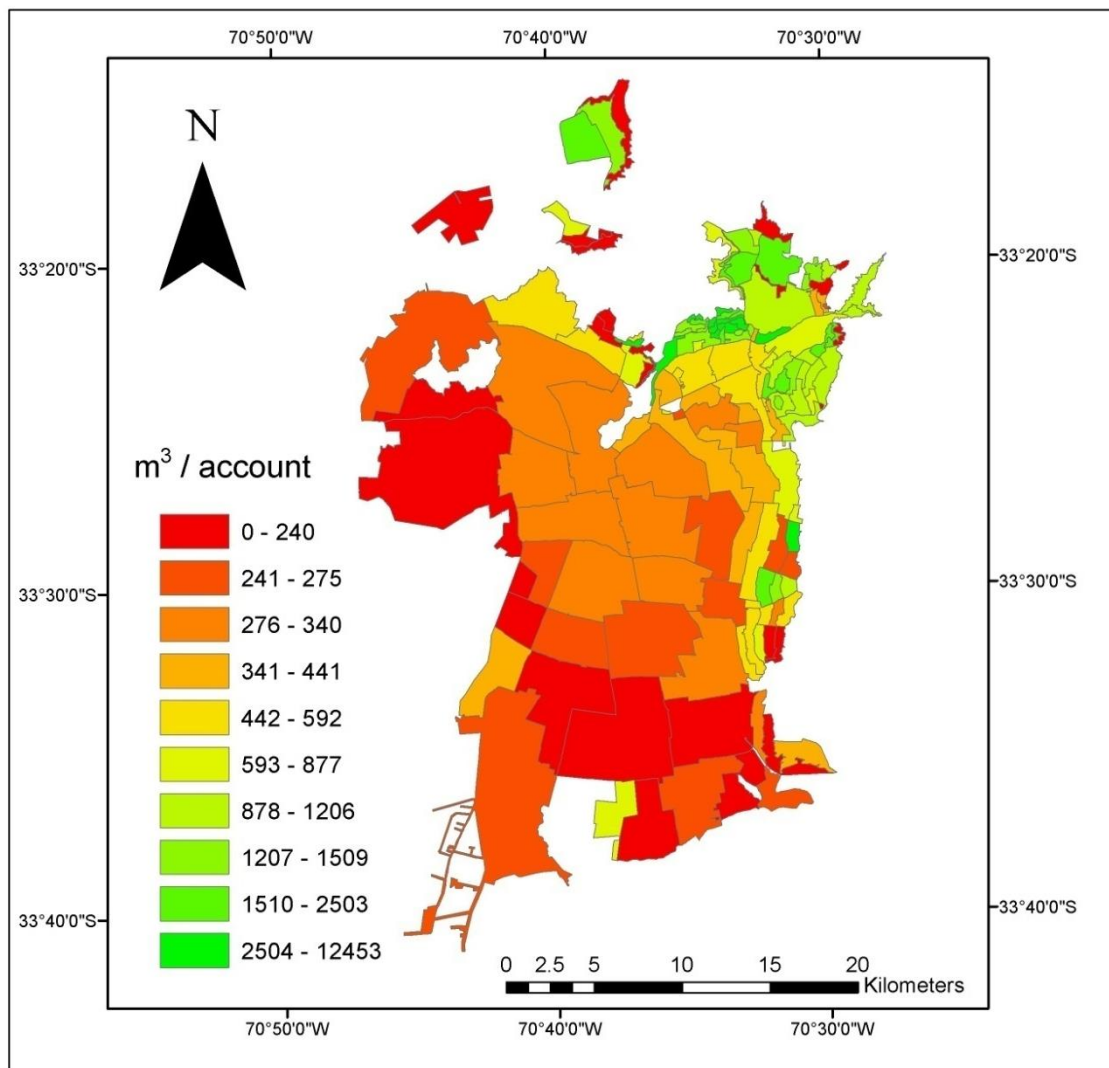 70°50'0"W 70°40'0"W 70°30'0"W
N
33°20'0"S 33°20'0"S
m³ / account
0 - 240
241 - 275
276 - 340
341 - 441
442 - 592
593 - 877
878 - 1206
1207 - 1509
1510 - 2503
2504 - 12453
33°30'0"S 33°30'0"S
33°40'0"S 33°40'0"S
0 2.5 5 10 15 20
Kilometers
70°50'0"W 70°40'0"W 70°30'0"W